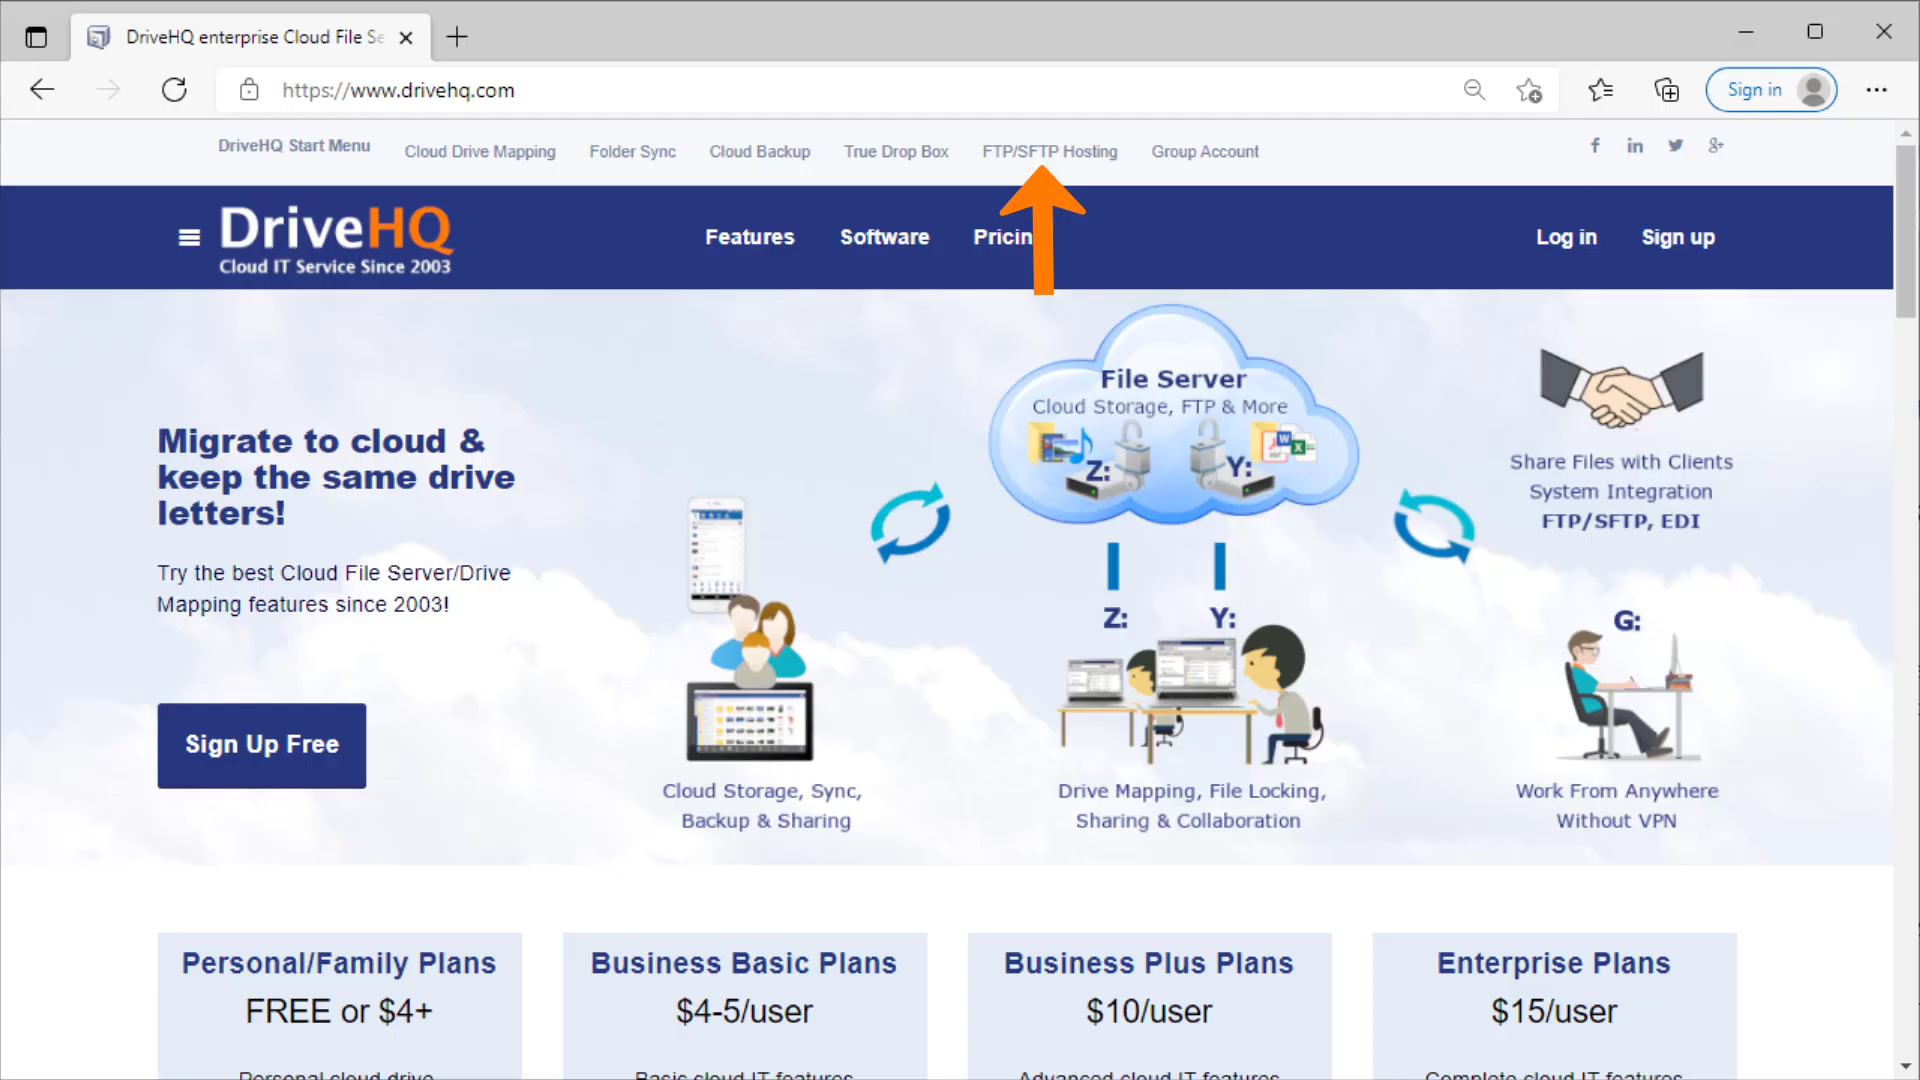 DriveHQ enterprise Cloud File Se
https://www.drivehq.com
Sign in
DriveHQ Start Menu
Cloud Drive Mapping
Folder Sync
Cloud Backup
True Drop Box
FTP/SFTP Hosting
Group Account
DriveHQ
Cloud IT Service Since 2003
Features
Software
Pricin
Log in
Sign up
Migrate to cloud &
keep the same drive
letters!
Try the best Cloud File Server/Drive
Mapping features since 2003!
Sign Up Free
File Server
Cloud Storage, FTP & More
Z:
Y:
Z:
Y:
Share Files with Clients
System Integration
FTP/SFTP, EDI
G:
Cloud Storage, Sync,
Backup & Sharing
Drive Mapping, File Locking,
Sharing & Collaboration
Work From Anywhere
Without VPN
Personal/Family Plans
FREE or $4+
Personal cloud drive
Business Basic Plans
$4-5/user
Basic cloud IT features
Business Plus Plans
$10/user
Advanced cloud IT features
Enterprise Plans
$15/user
Complete cloud IT features